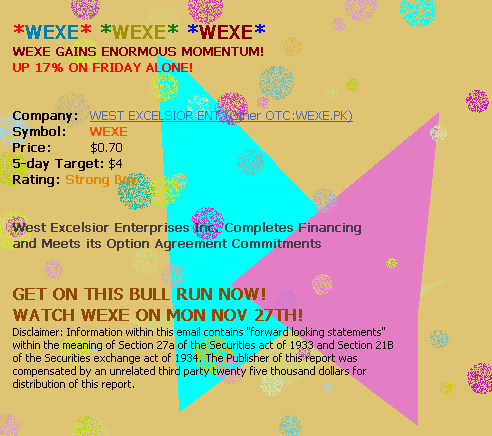 *WEXE* *WEXE* *WEXE*
WEXE GAINS ENORMOUS MOMENTUM!
UP 17% ON FRIDAY ALONE!
Company: WEST EXCELSIOR ENT (Other OTC:WEXE.PK)
Symbol: WEXE
Price: $0.70
5-day Target: $4
Rating: Strong Buy
West Excelsior Enterprises Inc. Completes Financing
and Meets its Option Agreement Commitments
GET ON THIS BULL RUN NOW!
WATCH WEXE ON MON NOV 27TH!
Disclaimer: Information within this email contains "forward looking statements"
within the meaning of Section 27a of the Securities act of 1933 and Section 21B
of the Securities exchange act of 1934. The Publisher of this report was
compensated by an unrelated third party twenty five thousand dollars for
distribution of this report.